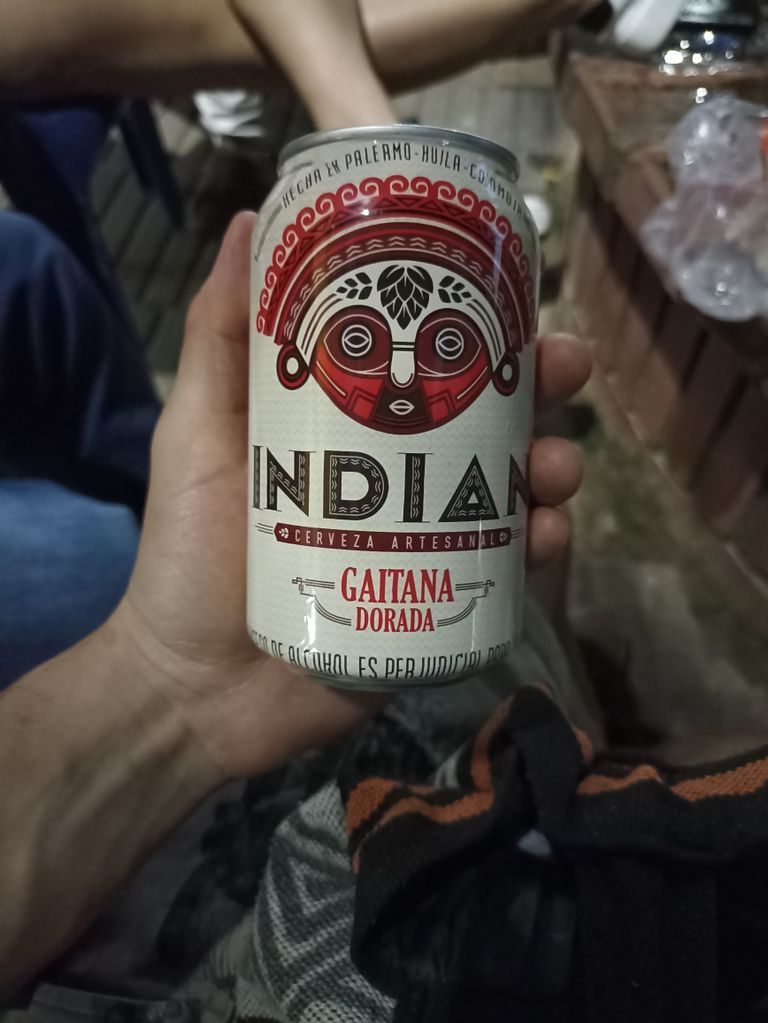 HECHA EN PALERMO-HUILA-COLOMBIA
INDIAN
CERVEZA ARTESANAL
GAITANA
DORADA
DE ALCOHOL ES PERJUDICIAL PARA